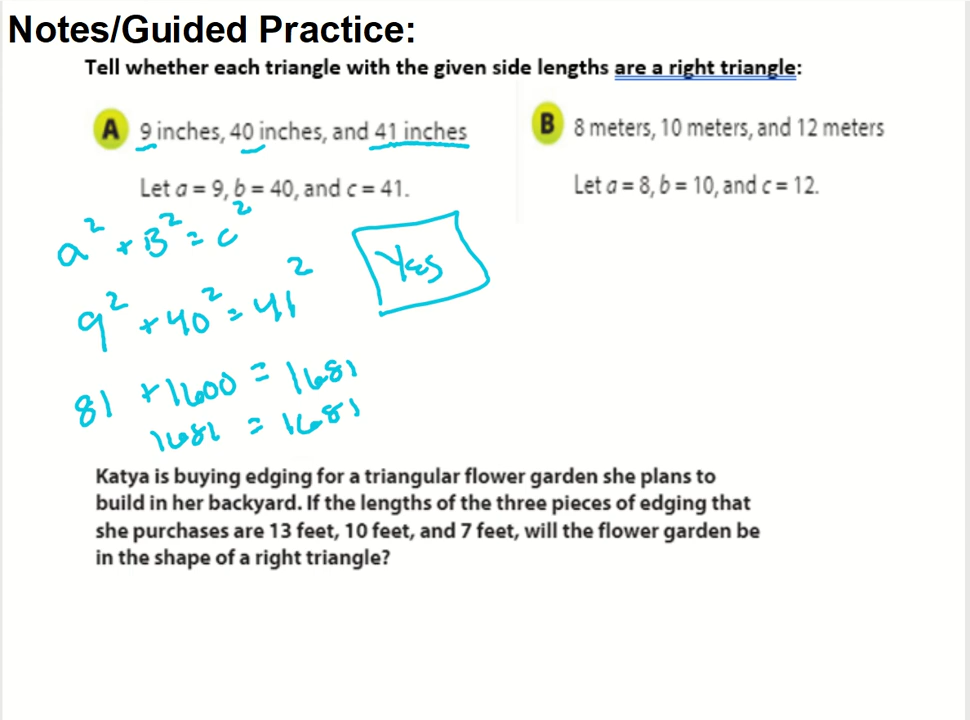 Notes/Guided Practice:
Tell whether each triangle with the given side lengths are a right triangle:
A 9 inches, 40 inches, and 41 inches
Let a = 9, b = 40, and c = 41.
a² + B² = c²
9² + 40² = 41²
Yes
81 + 1600 = 1681
1681 = 1681
B 8 meters, 10 meters, and 12 meters
Let a = 8, b = 10, and c = 12.
Katya is buying edging for a triangular flower garden she plans to
build in her backyard. If the lengths of the three pieces of edging that
she purchases are 13 feet, 10 feet, and 7 feet, will the flower garden be
in the shape of a right triangle?